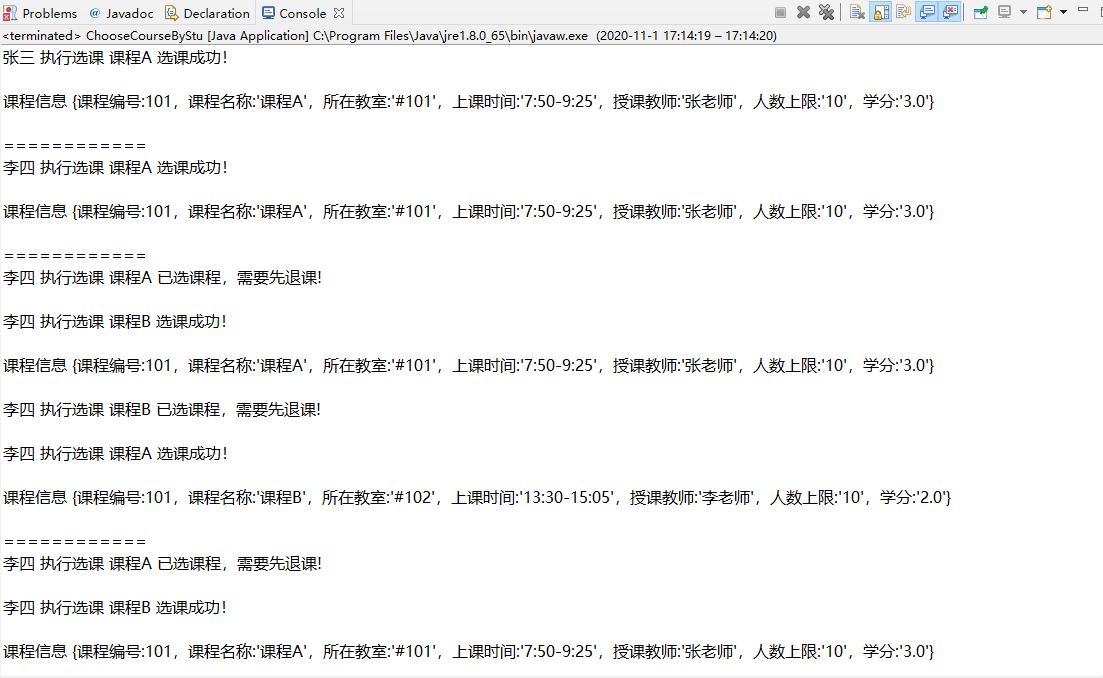 Problems @ Javadoc Declaration Console
<terminated> ChooseCourseByStu [Java Application] C:\Program Files\Java\jre1.8.0_65\bin\javaw.exe (2020-11-1 17:14:19 – 17:14:20)
张三 执行选课 课程A 选课成功！
课程信息 {课程编号:101，课程名称:'课程A'，所在教室:'#101'，上课时间:'7:50-9:25'，授课教师:'张老师'，人数上限:'10'，学分:'3.0'}
============
李四 执行选课 课程A 选课成功！
课程信息 {课程编号:101，课程名称:'课程A'，所在教室:'#101'，上课时间:'7:50-9:25'，授课教师:'张老师'，人数上限:'10'，学分:'3.0'}
============
李四 执行选课 课程A 已选课程，需要先退课!
李四 执行选课 课程B 选课成功！
课程信息 {课程编号:101，课程名称:'课程A'，所在教室:'#101'，上课时间:'7:50-9:25'，授课教师:'张老师'，人数上限:'10'，学分:'3.0'}
李四 执行选课 课程B 已选课程，需要先退课!
李四 执行选课 课程A 选课成功！
课程信息 {课程编号:101，课程名称:'课程B'，所在教室:'#102'，上课时间:'13:30-15:05'，授课教师:'李老师'，人数上限:'10'，学分:'2.0'}
============
李四 执行选课 课程A 已选课程，需要先退课!
李四 执行选课 课程B 选课成功！
课程信息 {课程编号:101，课程名称:'课程A'，所在教室:'#101'，上课时间:'7:50-9:25'，授课教师:'张老师'，人数上限:'10'，学分:'3.0'}